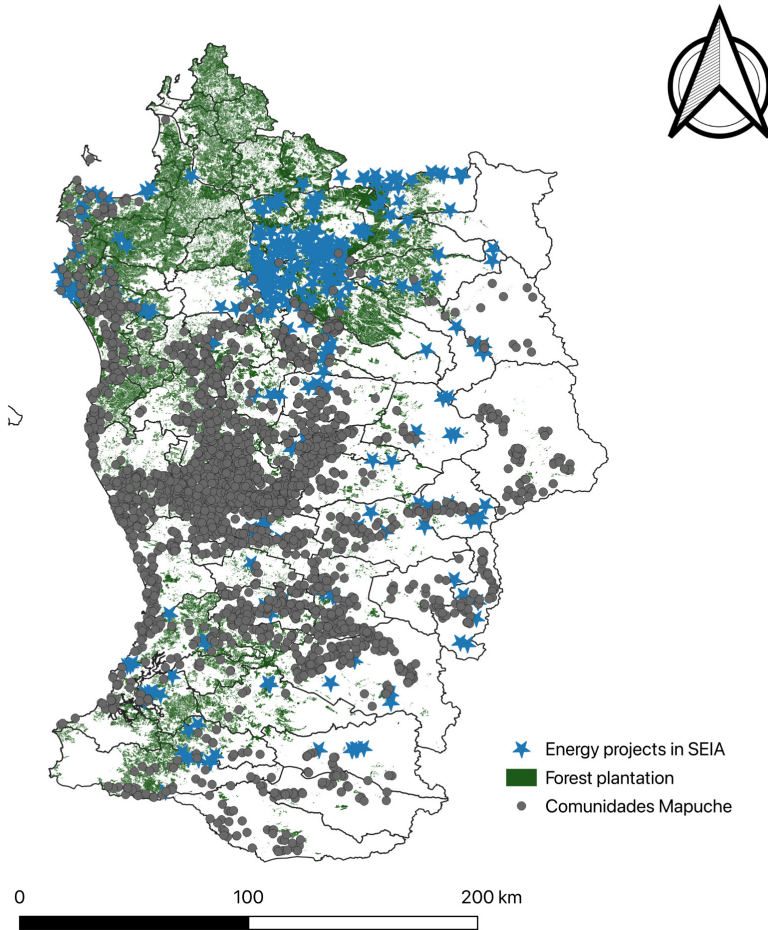 Energy projects in SEIA
Forest plantation
Comunidades Mapuche
0 100 200 km